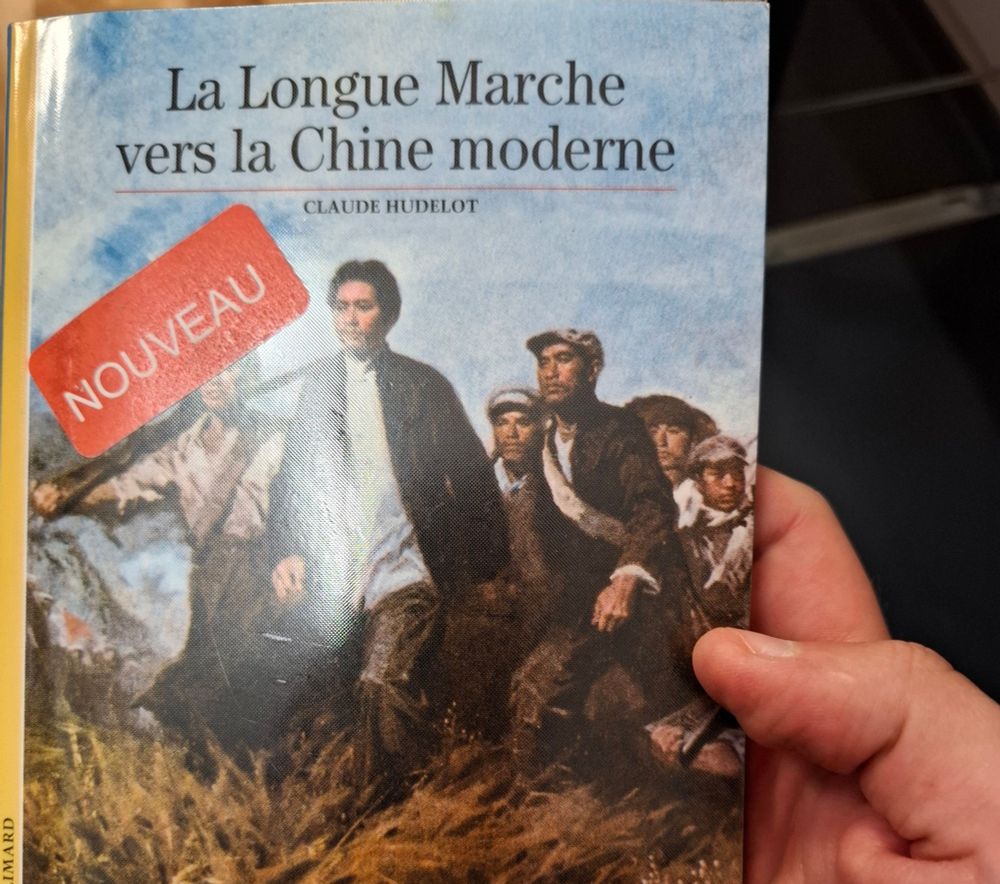 La Longue Marche
vers la Chine moderne
CLAUDE HUDELOT
NOUVEAU